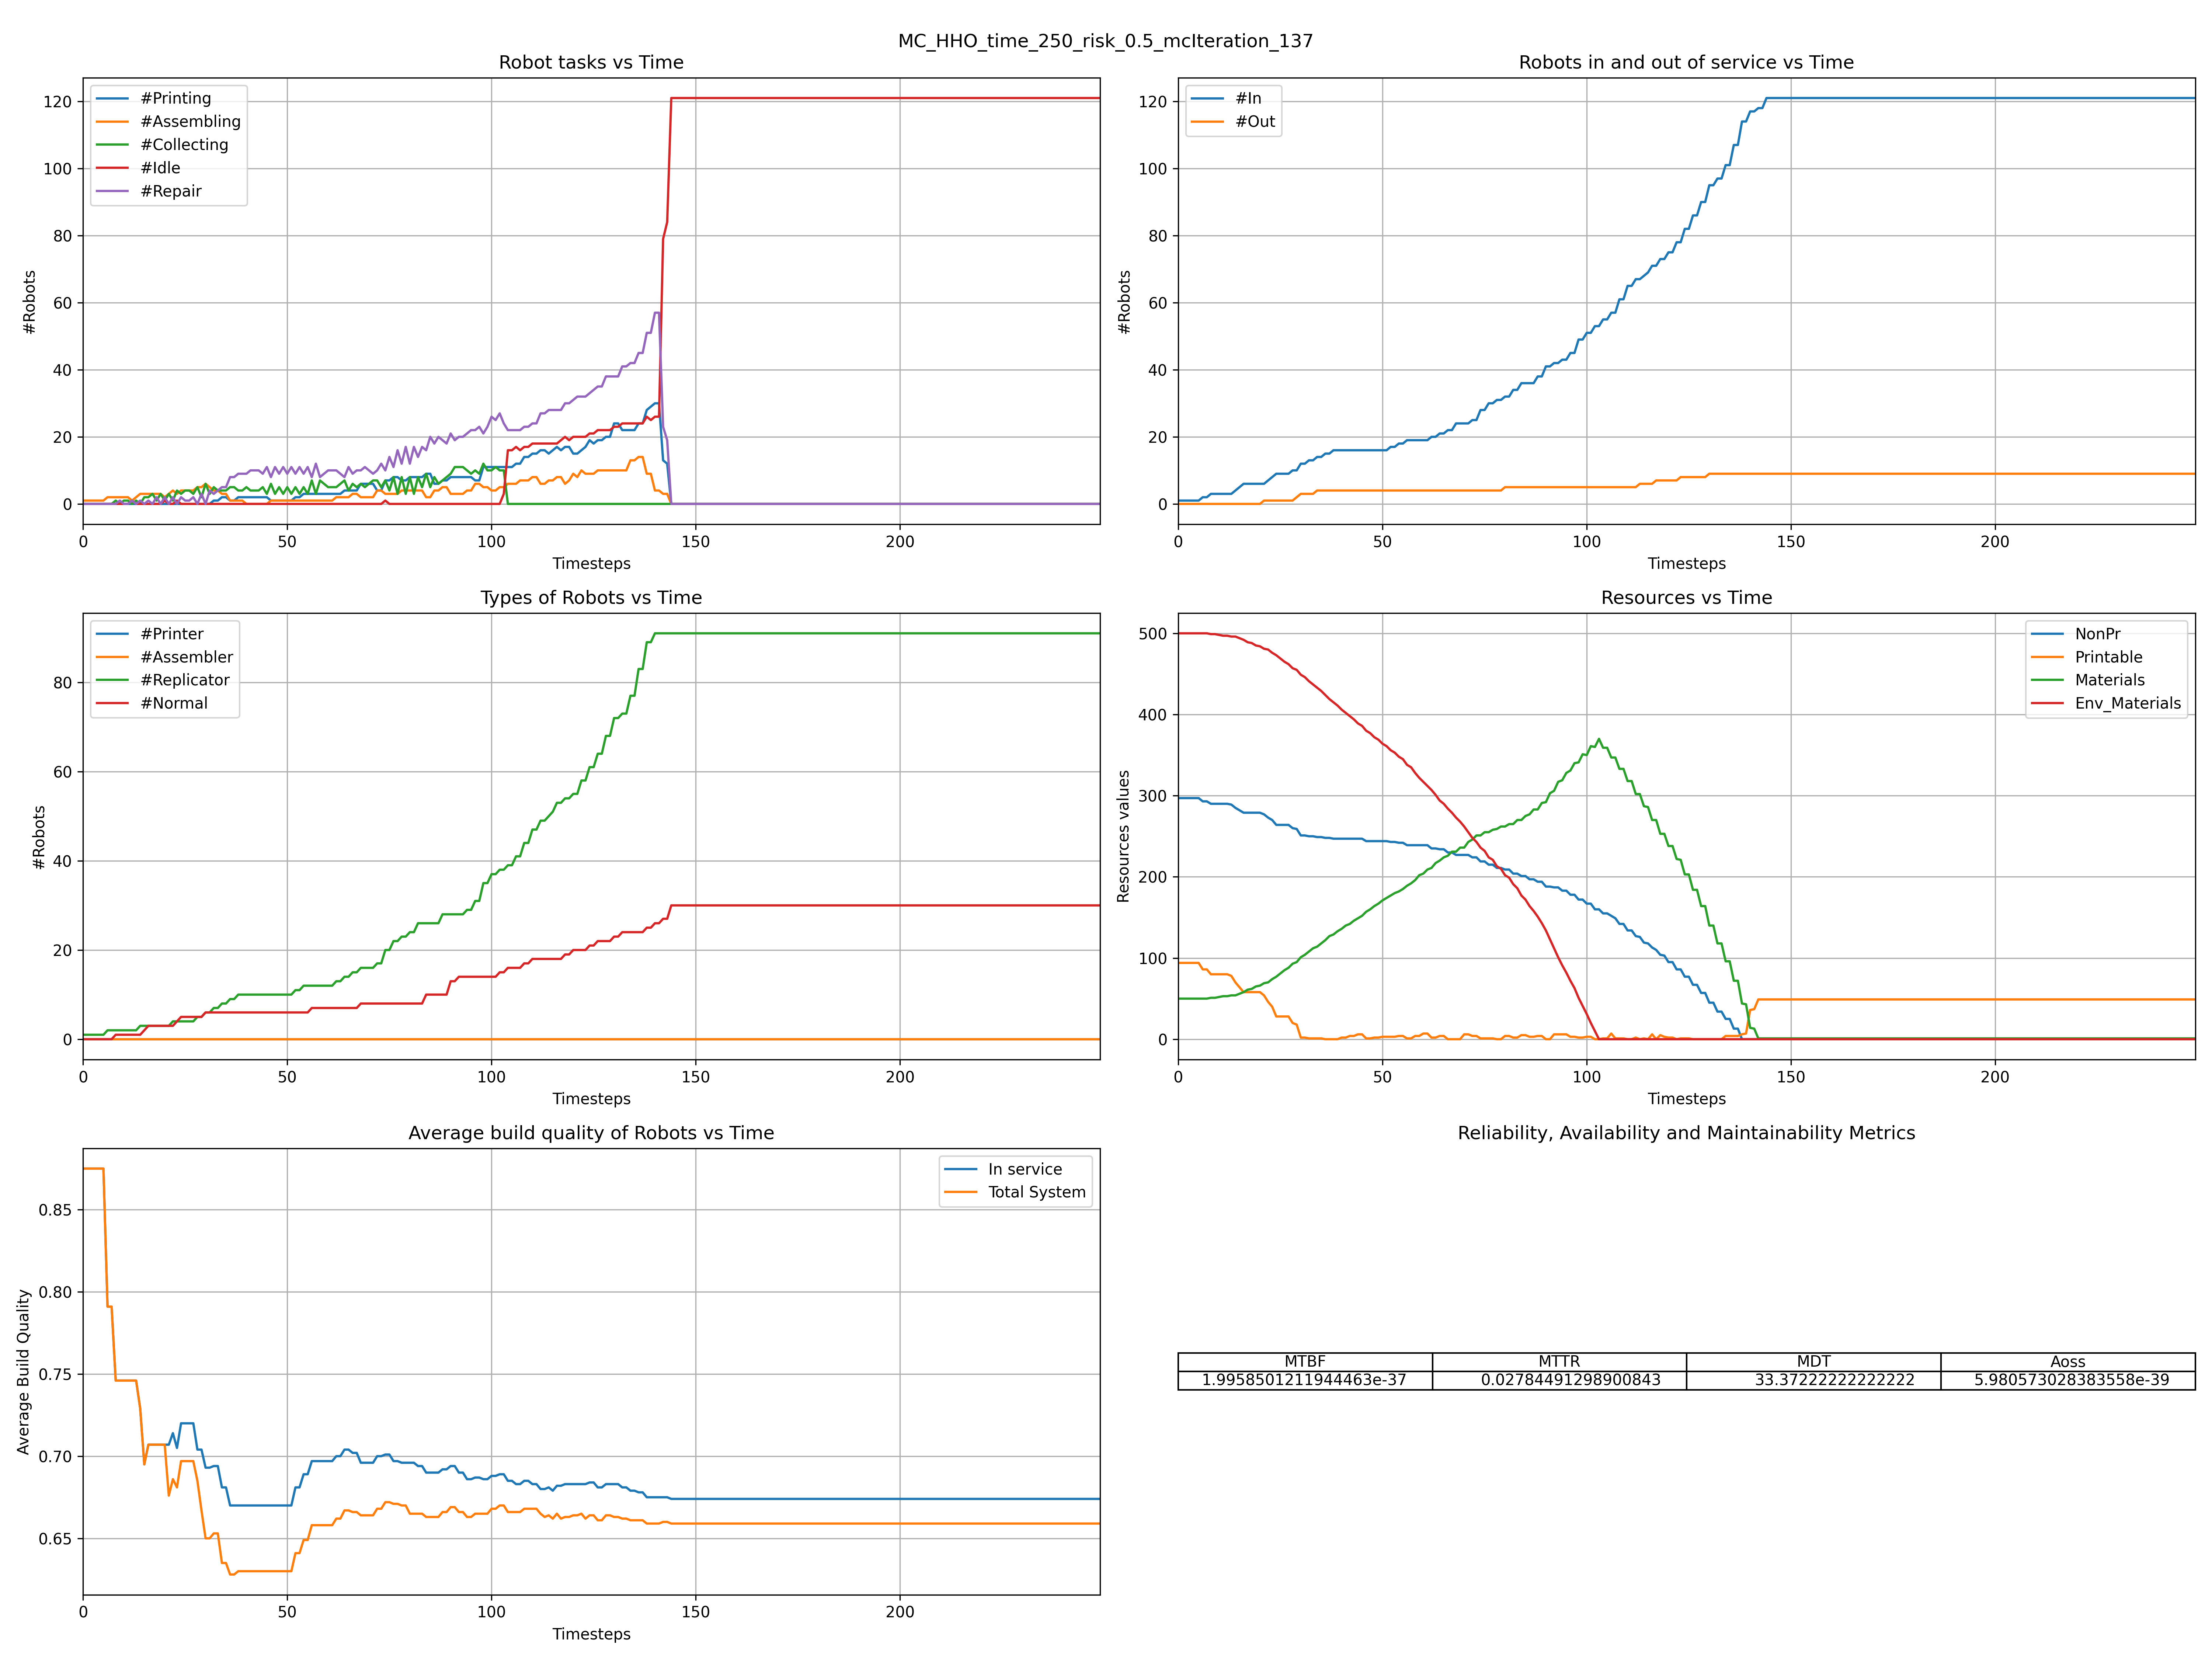 MC_HHO_time_250_risk_0.5_mcIteration_137
Robot tasks vs Time
#Printing
#Assembling
#Collecting
#Idle
#Repair
120
100
80
60
40
20
0
#Robots
0 50 100 150 200
Timesteps
Robots in and out of service vs Time
#In
#Out
120
100
80
60
40
20
0
#Robots
0 50 100 150 200
Timesteps
Types of Robots vs Time
#Printer
#Assembler
#Replicator
#Normal
80
60
40
20
0
#Robots
0 50 100 150 200
Timesteps
Resources vs Time
NonPr
Printable
Materials
Env_Materials
500
400
300
200
100
0
Resources values
0 50 100 150 200
Timesteps
Average build quality of Robots vs Time
In service
Total System
0.85
0.80
0.75
0.70
0.65
Average Build Quality
0 50 100 150 200
Timesteps
Reliability, Availability and Maintainability Metrics
MTBF MTTR MDT Aoss
1.9958501211944463e-37 0.02784491298900843 33.37222222222222 5.980573028383558e-39